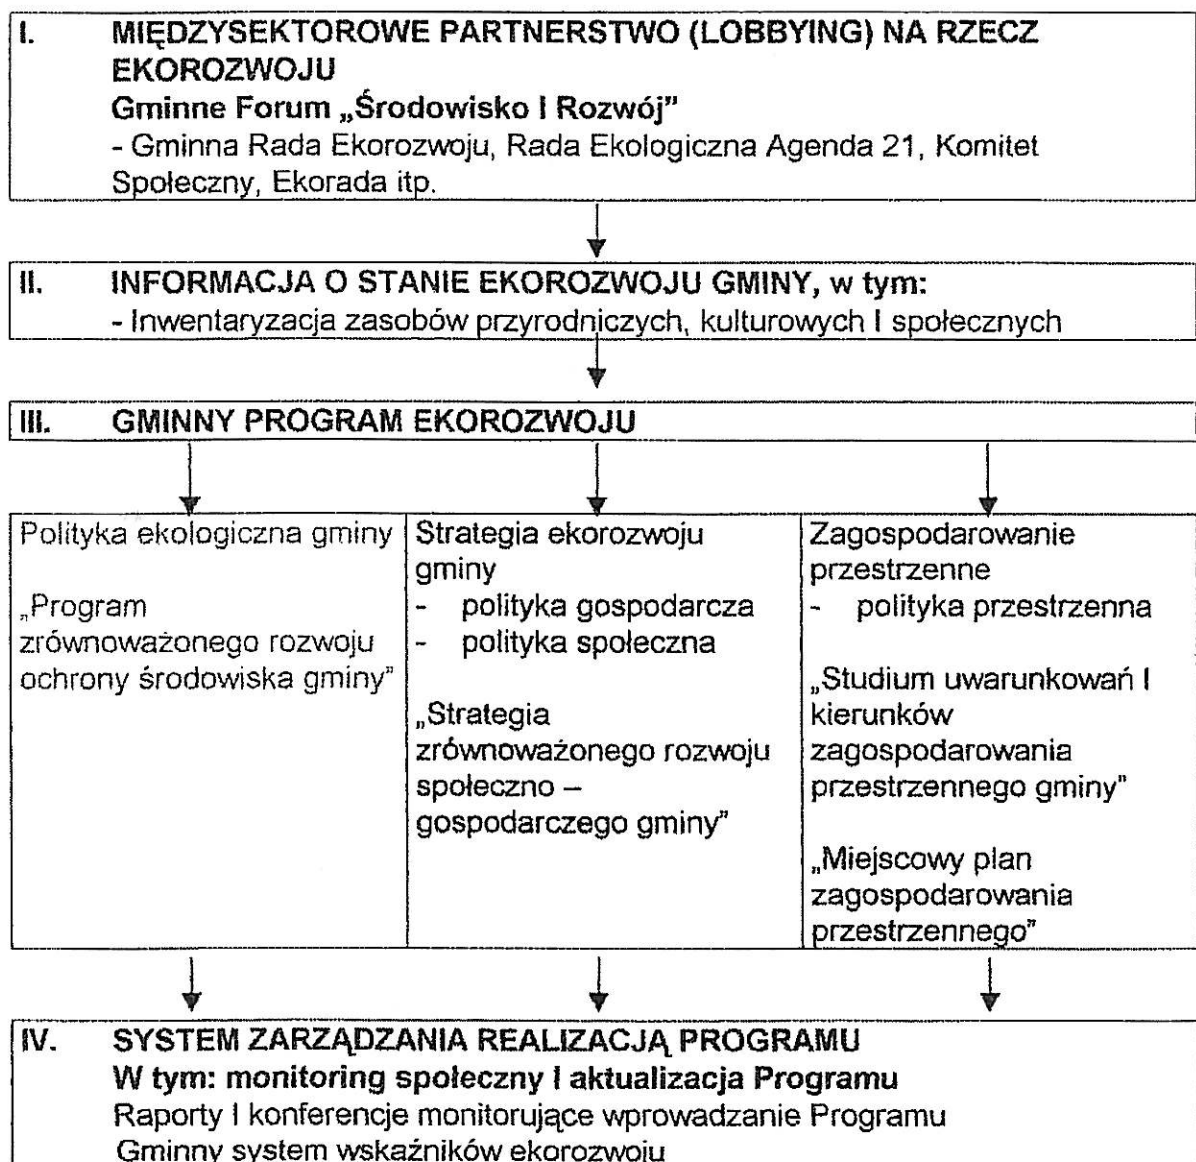 I. MIĘDZYSEKTOROWE PARTNERSTWO (LOBBYING) NA RZECZ
EKOROZWOJU
Gminne Forum „Środowisko I Rozwój”
- Gminna Rada Ekorozwoju, Rada Ekologiczna Agenda 21, Komitet
Społeczny, Ekorada itp.
II. INFORMACJA O STANIE EKOROZWOJU GMINY, w tym:
- Inwentaryzacja zasobów przyrodniczych, kulturowych I społecznych
III. GMINNY PROGRAM EKOROZWOJU
Polityka ekologiczna gminy
„Program
zrównoważonego rozwoju
ochrony środowiska gminy”
Strategia ekorozwoju
gminy
- polityka gospodarcza
- polityka społeczna
„Strategia
zrównoważonego rozwoju
społeczno –
gospodarczego gminy”
Zagospodarowanie
przestrzenne
- polityka przestrzenna
„Studium uwarunkowań I
kierunków
zagospodarowania
przestrzennego gminy”
„Miejscowy plan
zagospodarowania
przestrzennego”
IV. SYSTEM ZARZĄDZANIA REALIZACJĄ PROGRAMU
W tym: monitoring społeczny I aktualizacja Programu
Raporty I konferencje monitorujące wprowadzanie Programu
Gminny system wskaźników ekorozwoju